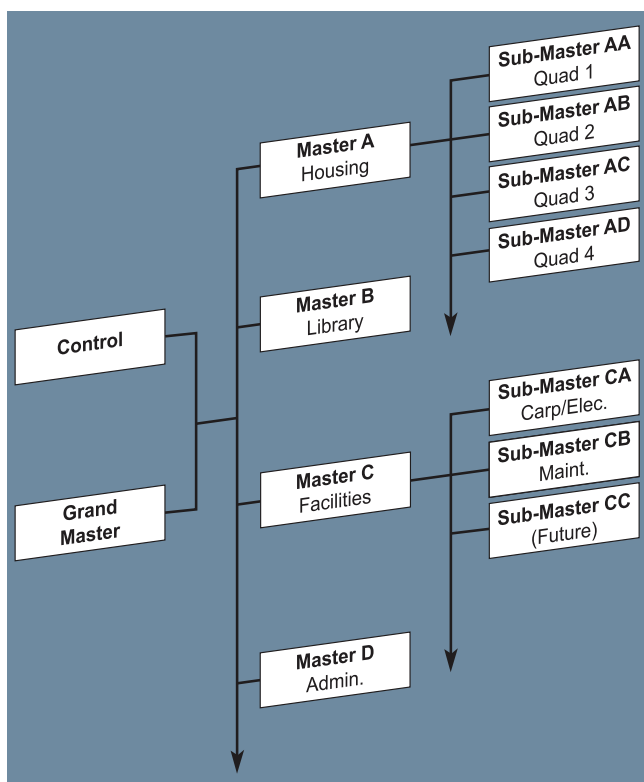 Control
Grand
Master
Master A
Housing
Master B
Library
Master C
Facilities
Master D
Admin.
Sub-Master AA
Quad 1
Sub-Master AB
Quad 2
Sub-Master AC
Quad 3
Sub-Master AD
Quad 4
Sub-Master CA
Carp/Elec.
Sub-Master CB
Maint.
Sub-Master CC
(Future)